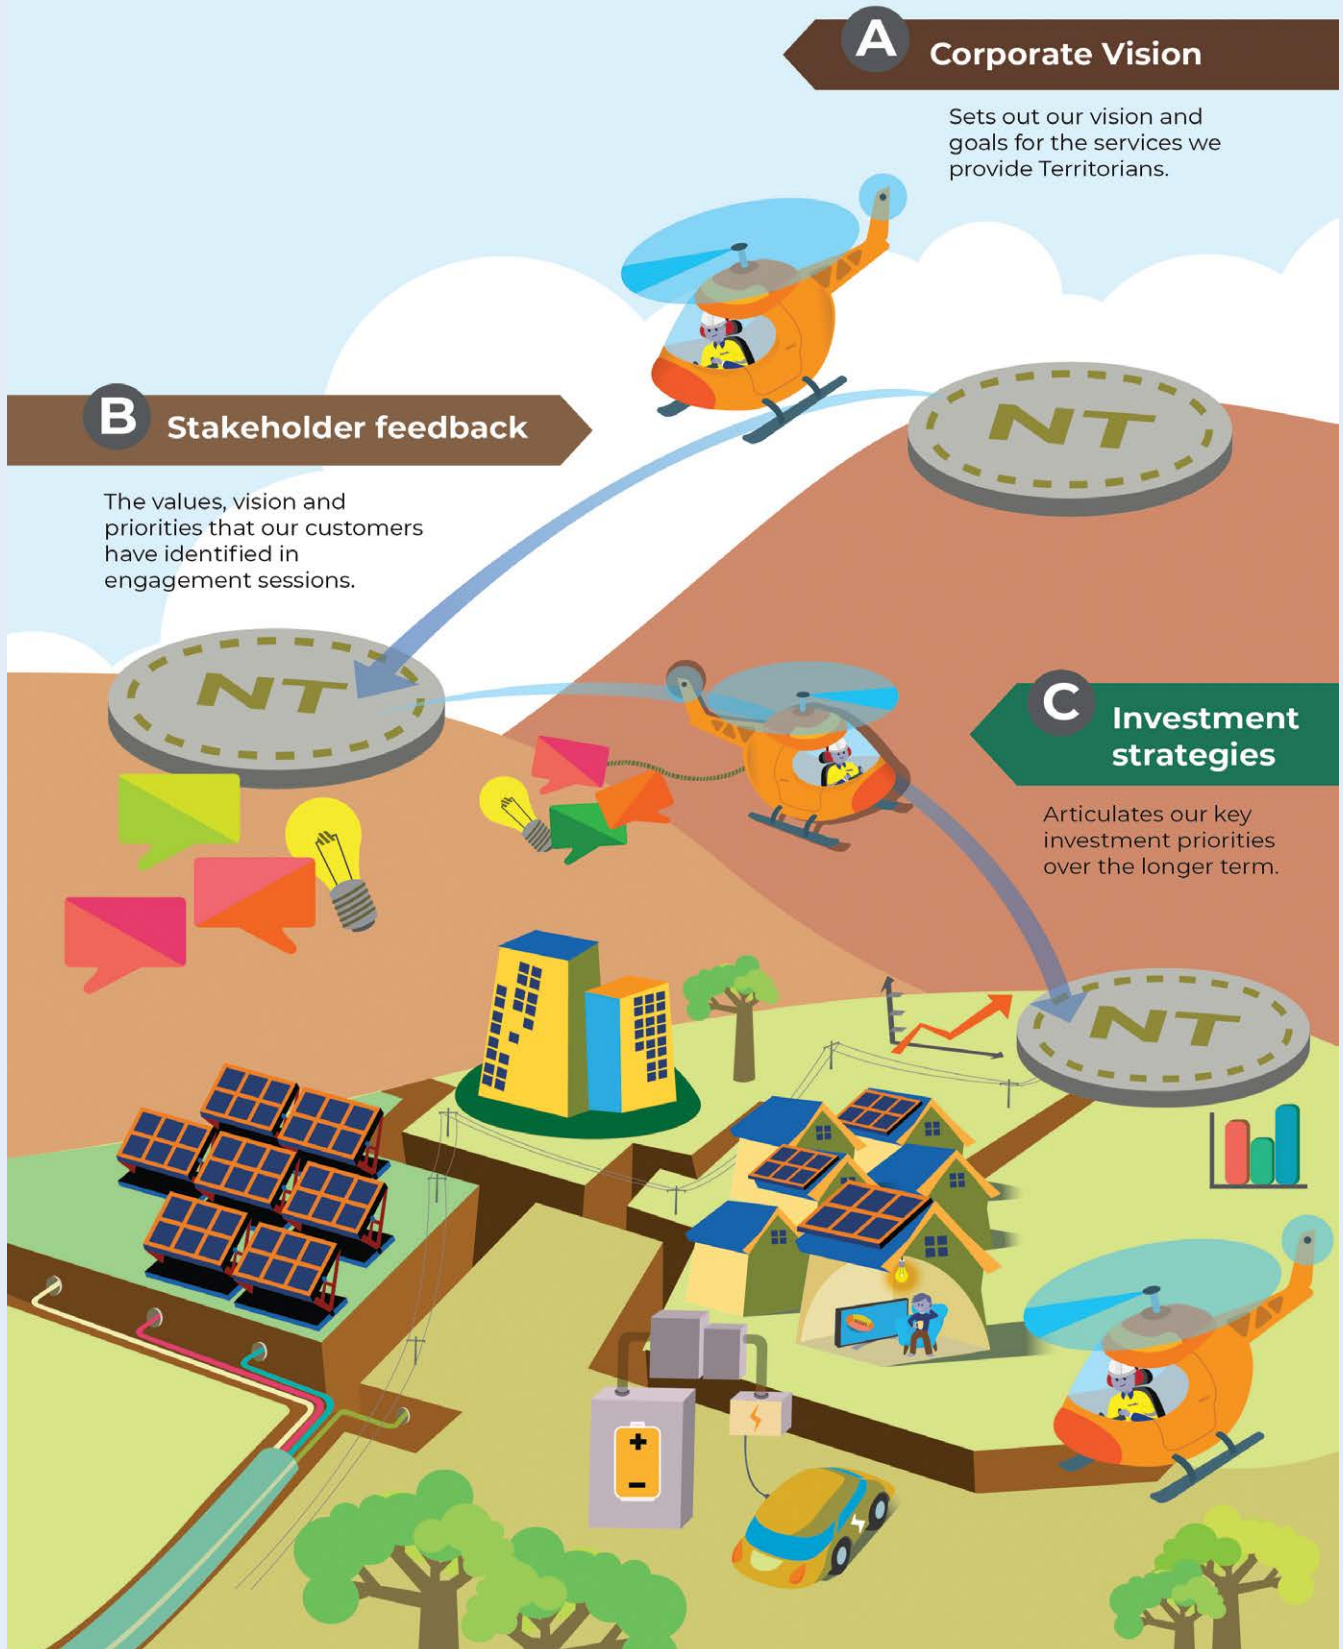 A
Corporate Vision
Sets out our vision and
goals for the services we
provide Territorians.
NT
B
Stakeholder feedback
The values, vision and
priorities that our customers
have identified in
engagement sessions.
NT
C
Investment
strategies
Articulates our key
investment priorities
over the longer term.
NT
+
-